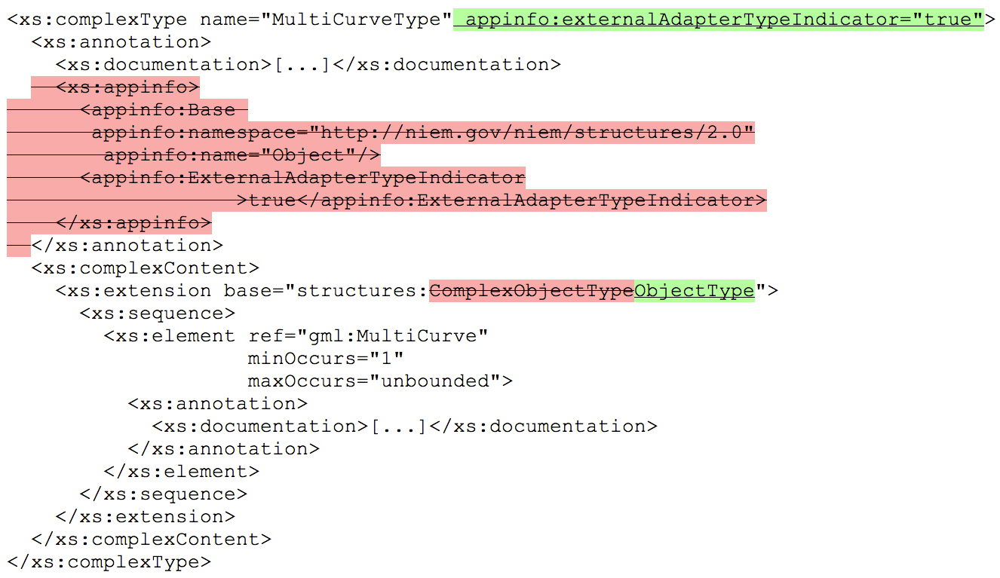 <xs:complexType name="MultiCurveType" appinfo:externalAdapterTypeIndicator="true">
  <xs:annotation>
    <xs:documentation>[...]</xs:documentation>
    <xs:appinfo>
      <appinfo:Base
       appinfo:namespace="http://niem.gov/niem/structures/2.0"
        appinfo:name="Object"/>
      <appinfo:ExternalAdapterTypeIndicator
                   >true</appinfo:ExternalAdapterTypeIndicator>
    </xs:appinfo>
  </xs:annotation>
  <xs:complexContent>
    <xs:extension base="structures:ComplexObjectTypeObjectType">
      <xs:sequence>
        <xs:element ref="gml:MultiCurve"
                    minOccurs="1"
                    maxOccurs="unbounded">
          <xs:annotation>
            <xs:documentation>[...]</xs:documentation>
          </xs:annotation>
        </xs:element>
      </xs:sequence>
    </xs:extension>
  </xs:complexContent>
</xs:complexType>